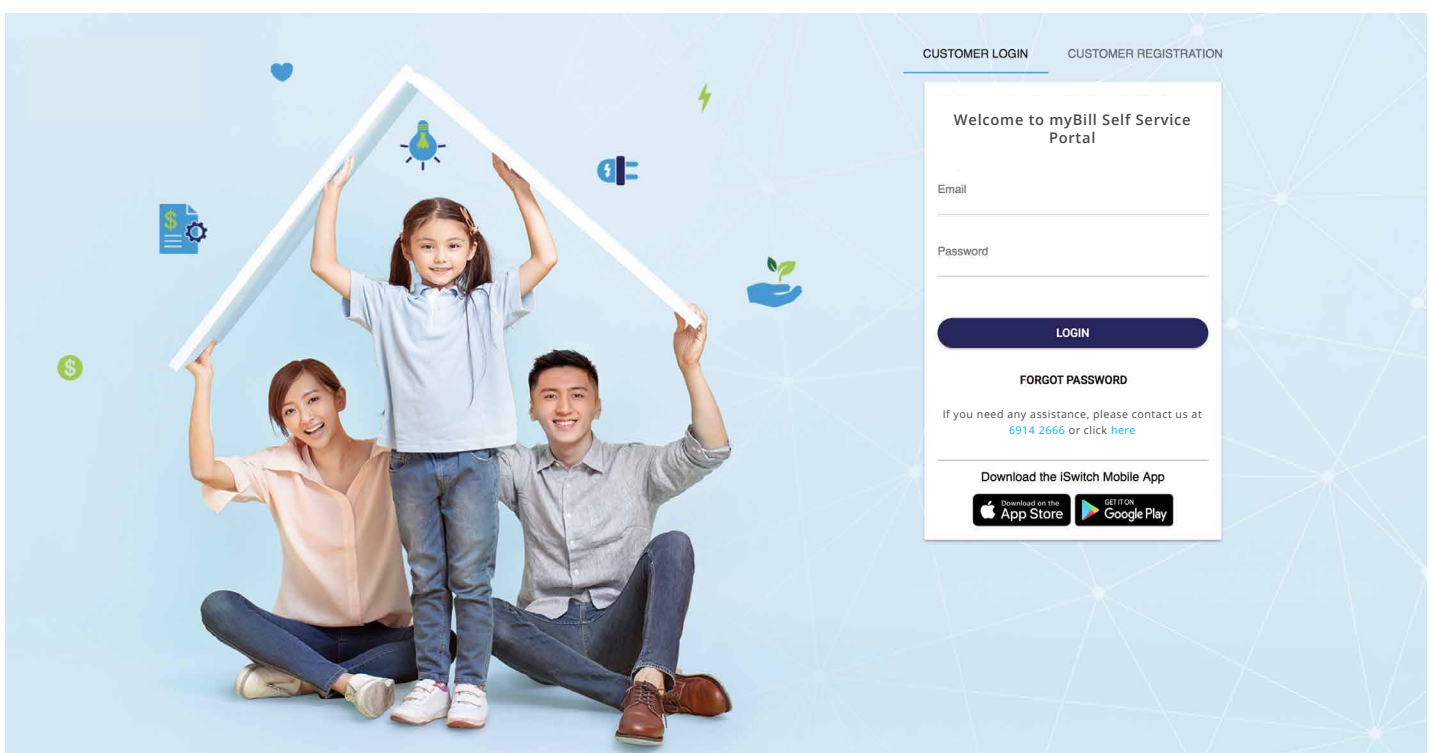 CUSTOMER LOGIN CUSTOMER REGISTRATION
Welcome to myBill Self Service
Portal
Email
Password
LOGIN
FORGOT PASSWORD
If you need any assistance, please contact us at
6914 2666 or click here
Download the iSwitch Mobile App
Download on the
App Store
GET IT ON
Google Play
$
$